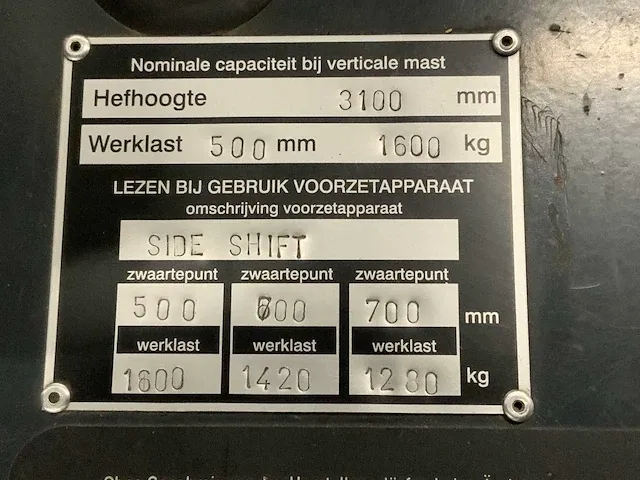 Nominale capaciteit bij verticale mast
Hefhoogte 3100 mm
Werklast 500 mm 1600 kg
LEZEN BIJ GEBRUIK VOORZETAPPARAAT
omschrijving voorzetapparaat
SIDE SHIFT
zwaartepunt zwaartepunt zwaartepunt
500 600 700 mm
werklast werklast werklast
1600 1420 1280 kg